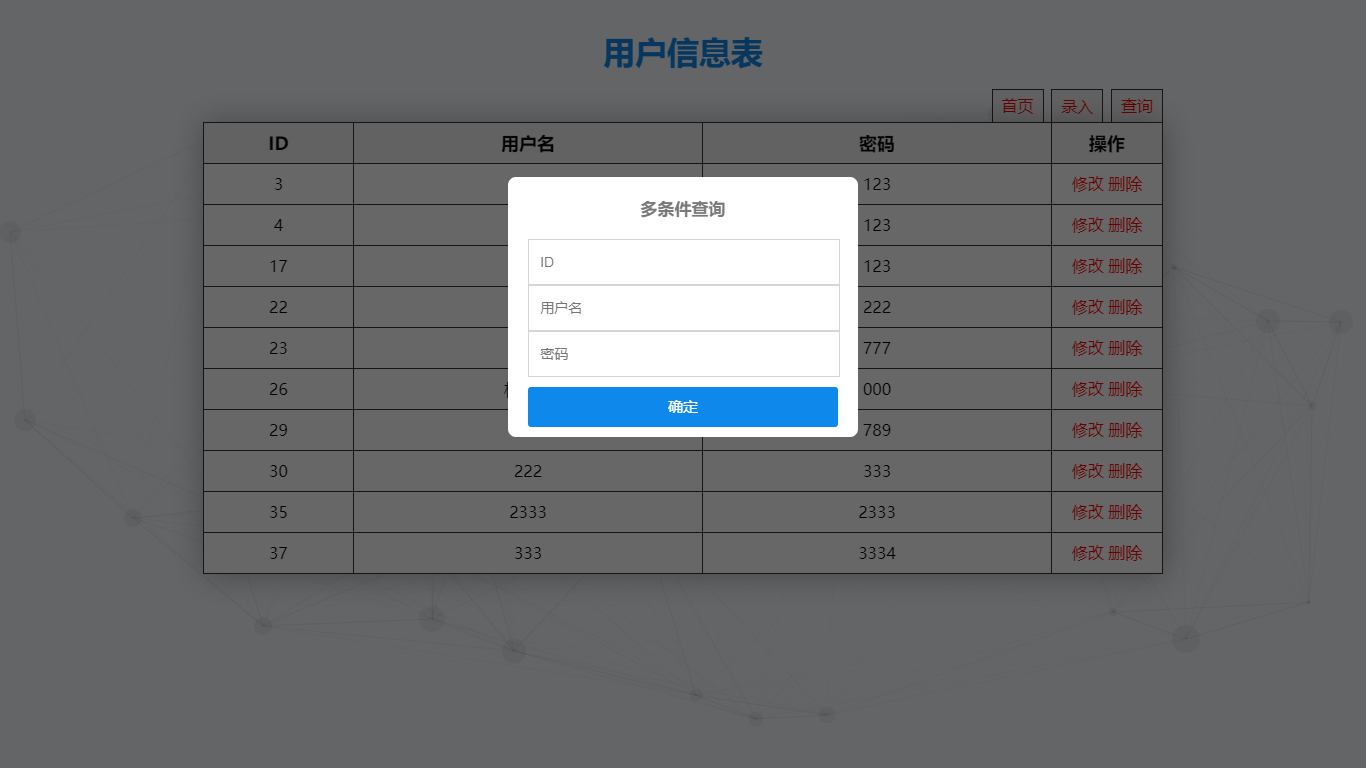 用户信息表
首页 录入 查询
ID 用户名 密码 操作
3 123 修改 删除
多条件查询
4 123 修改 删除
ID
17 123 修改 删除
用户名
22 222 修改 删除
23 777 修改 删除
密码
26 000 修改 删除
确定
29 789 修改 删除
30 222 333 修改 删除
35 2333 2333 修改 删除
37 333 3334 修改 删除